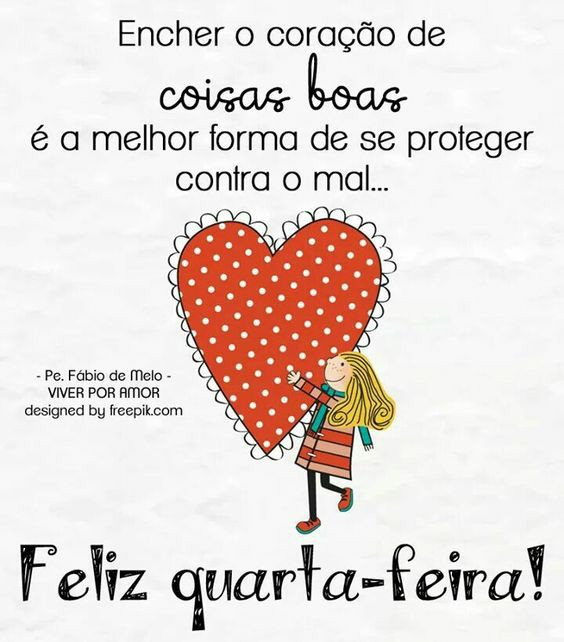 Encher o coração de
coisas boas
é a melhor forma de se proteger
contra o mal...
- Pe. Fábio de Melo -
VIVER POR AMOR
designed by freepik.com
Feliz quarta-feira!